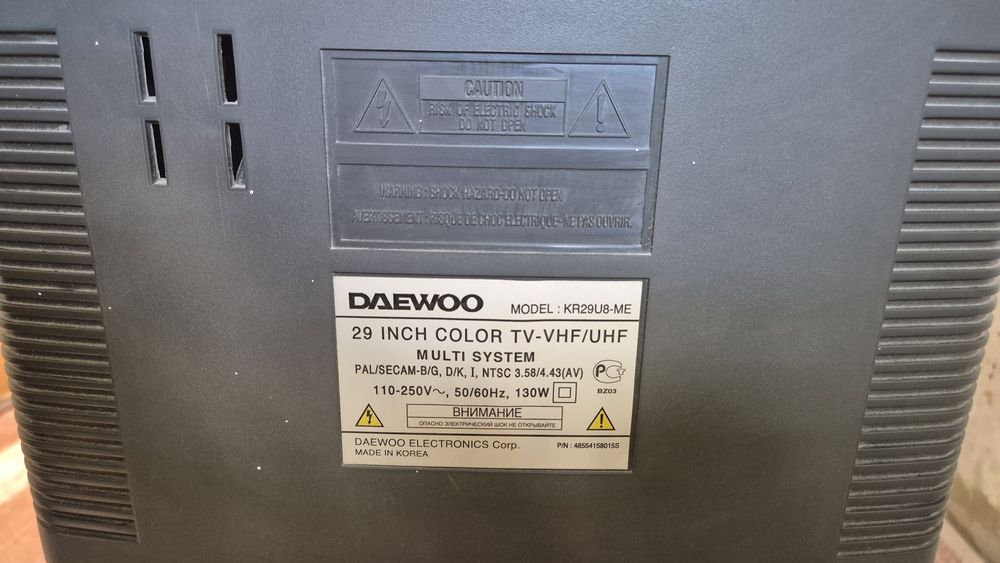 CAUTION
RISK OF ELECTRIC SHOCK
DO NOT OPEN
WARNING : SHOCK HAZARD-DO NOT OPEN
AVERTISSEMENT : RISQUE DE CHOC ELECTRIQUE-NE PAS OUVRIR.
DAEWOO MODEL : KR29U8-ME
29 INCH COLOR TV-VHF/UHF
MULTI SYSTEM
PAL/SECAM-B/G, D/K, I, NTSC 3.58/4.43(AV)
110-250V~, 50/60Hz, 130W
BZ03
ВНИМАНИЕ
ОПАСНО ЭЛЕКТРИЧЕСКИЙ ШОК НЕ ОТКРЫВАЙТЕ
DAEWOO ELECTRONICS Corp. P/N : 48554158015S
MADE IN KOREA